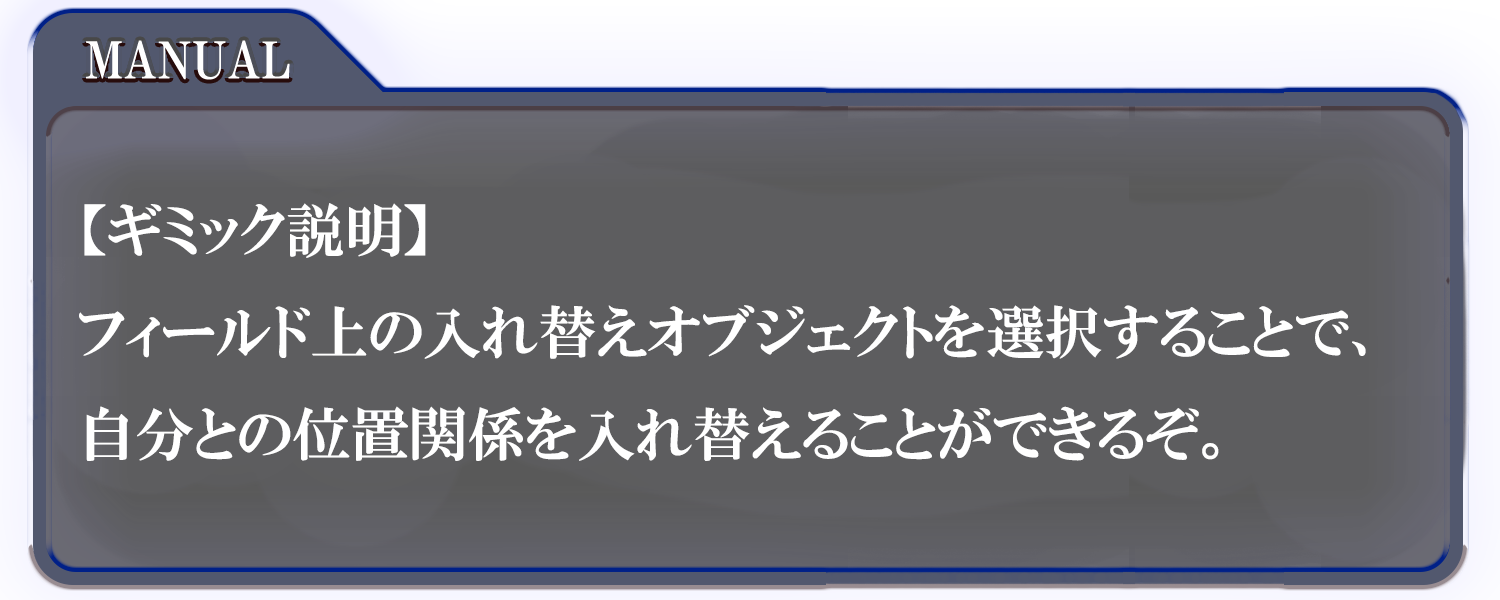 MANUAL
【ギミック説明】
フィールド上の入れ替えオブジェクトを選択することで、
自分との位置関係を入れ替えることができるぞ。